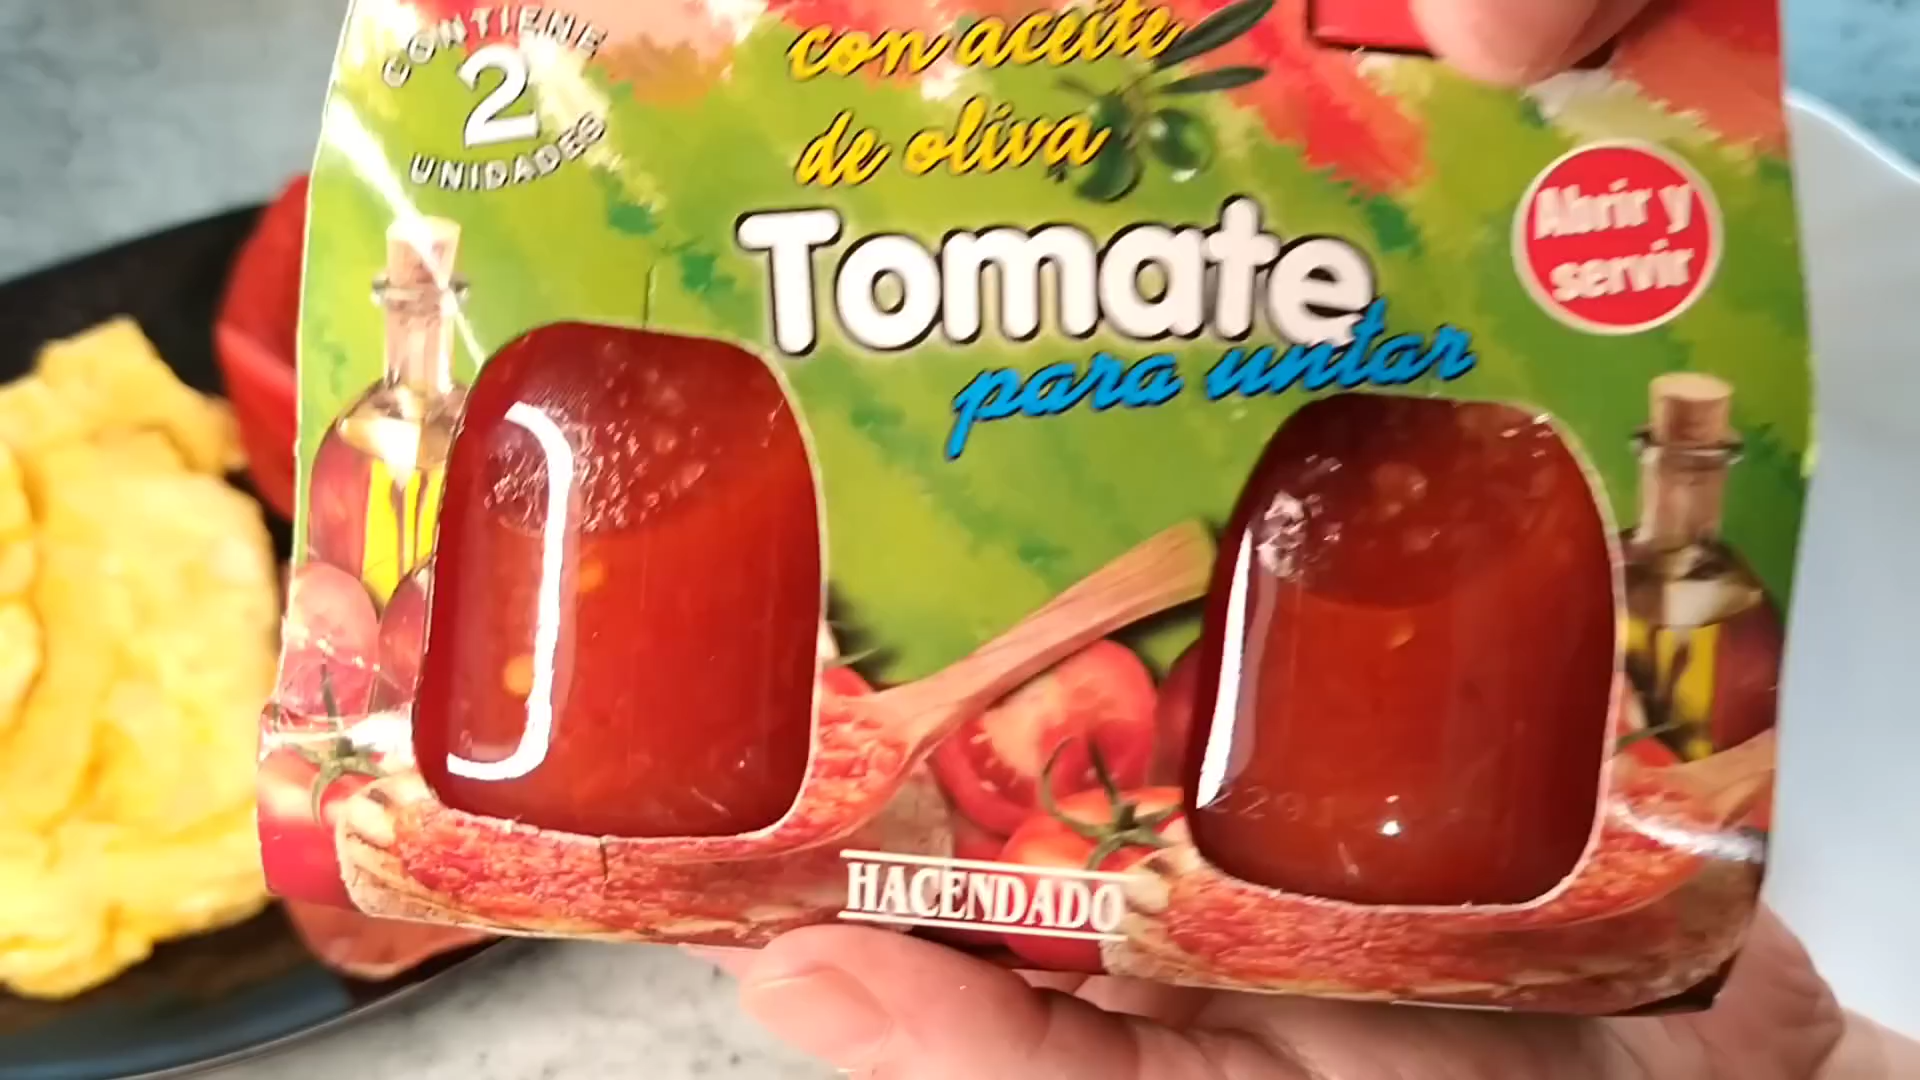 CONTIENE
2
UNIDADES
con aceite
de oliva
Tomate
para untar
Abrir y
servir
HACENDADO